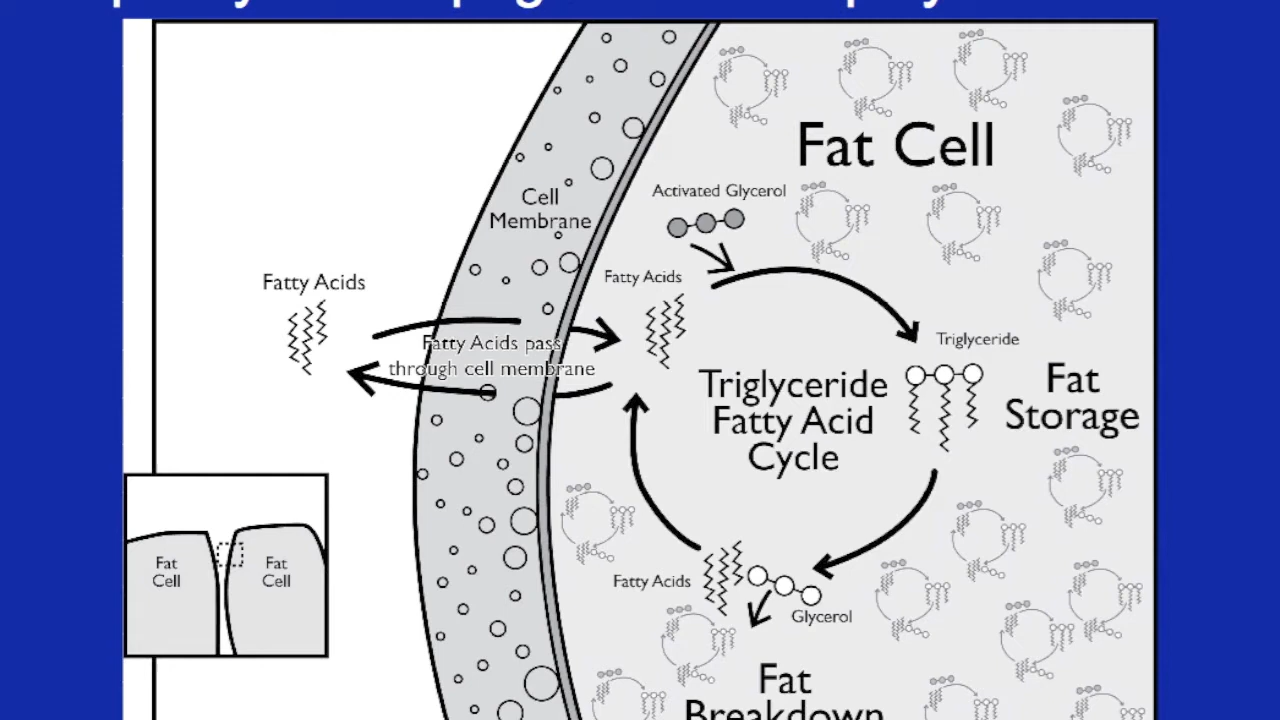 Fat Cell
Activated Glycerol
Cell
Membrane
Fatty Acids
Fatty Acids
Fatty Acids pass
through cell membrane
Triglyceride
Triglyceride
Fatty Acid
Cycle
Fat
Storage
Fat
Cell
Fat
Cell
Fatty Acids
Glycerol
Fat
Breakdown